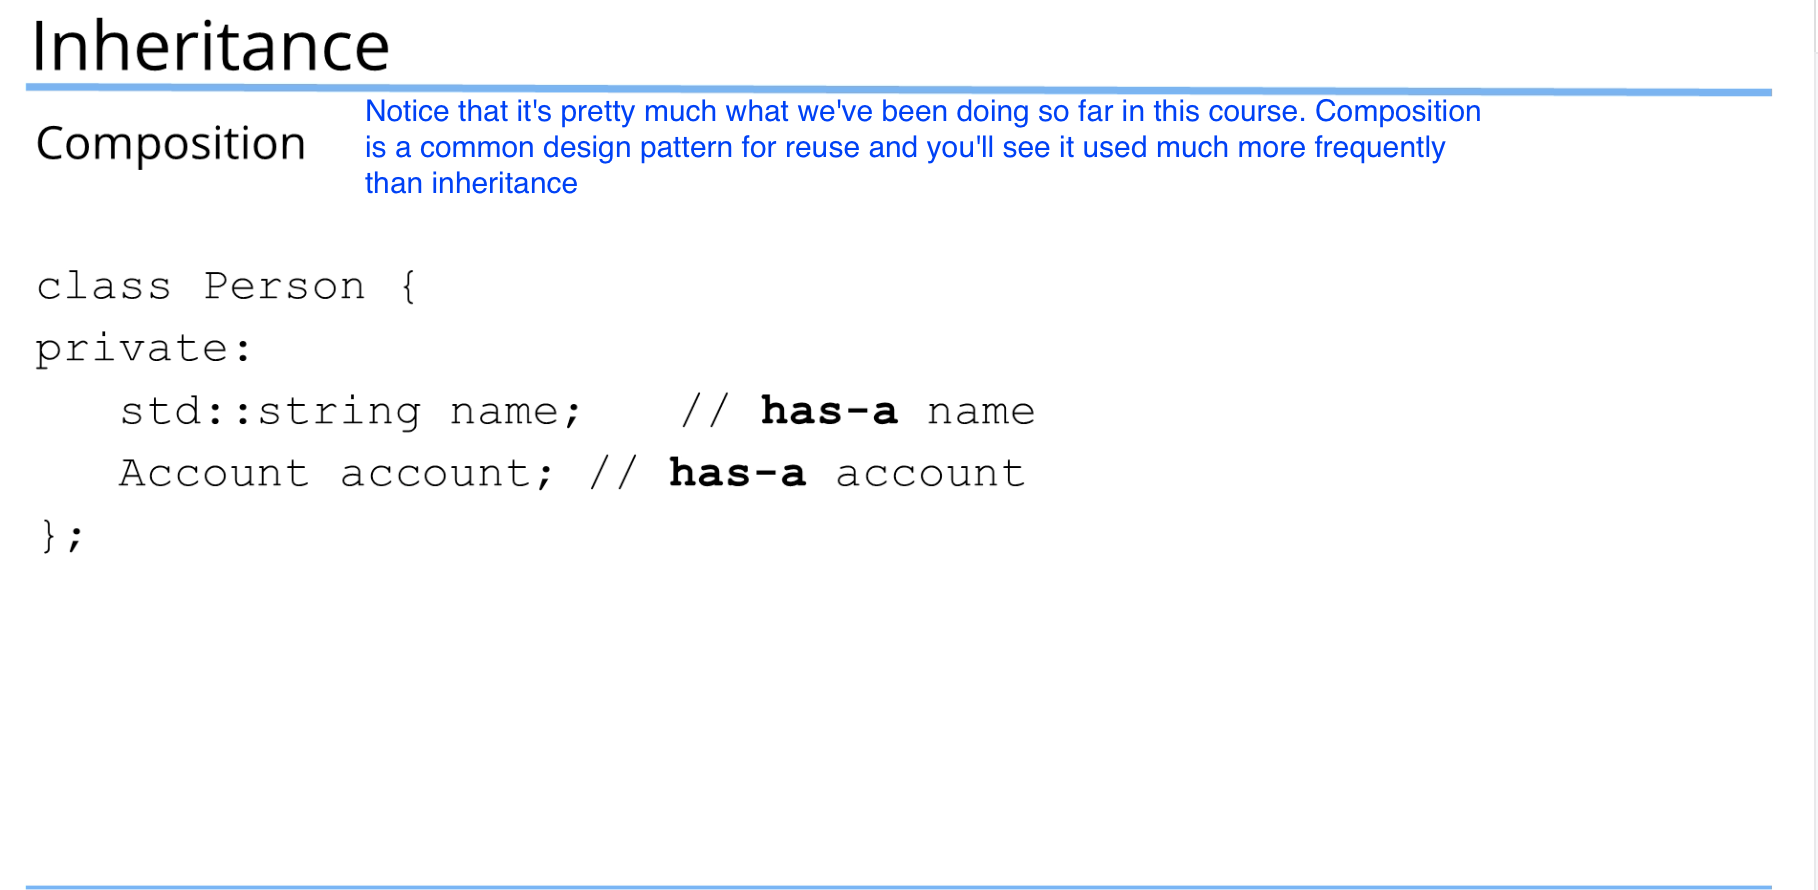 Inheritance
Composition
Notice that it's pretty much what we've been doing so far in this course. Composition
is a common design pattern for reuse and you'll see it used much more frequently
than inheritance
class Person {
private:
   std::string name;   // has-a name
   Account account; // has-a account
};